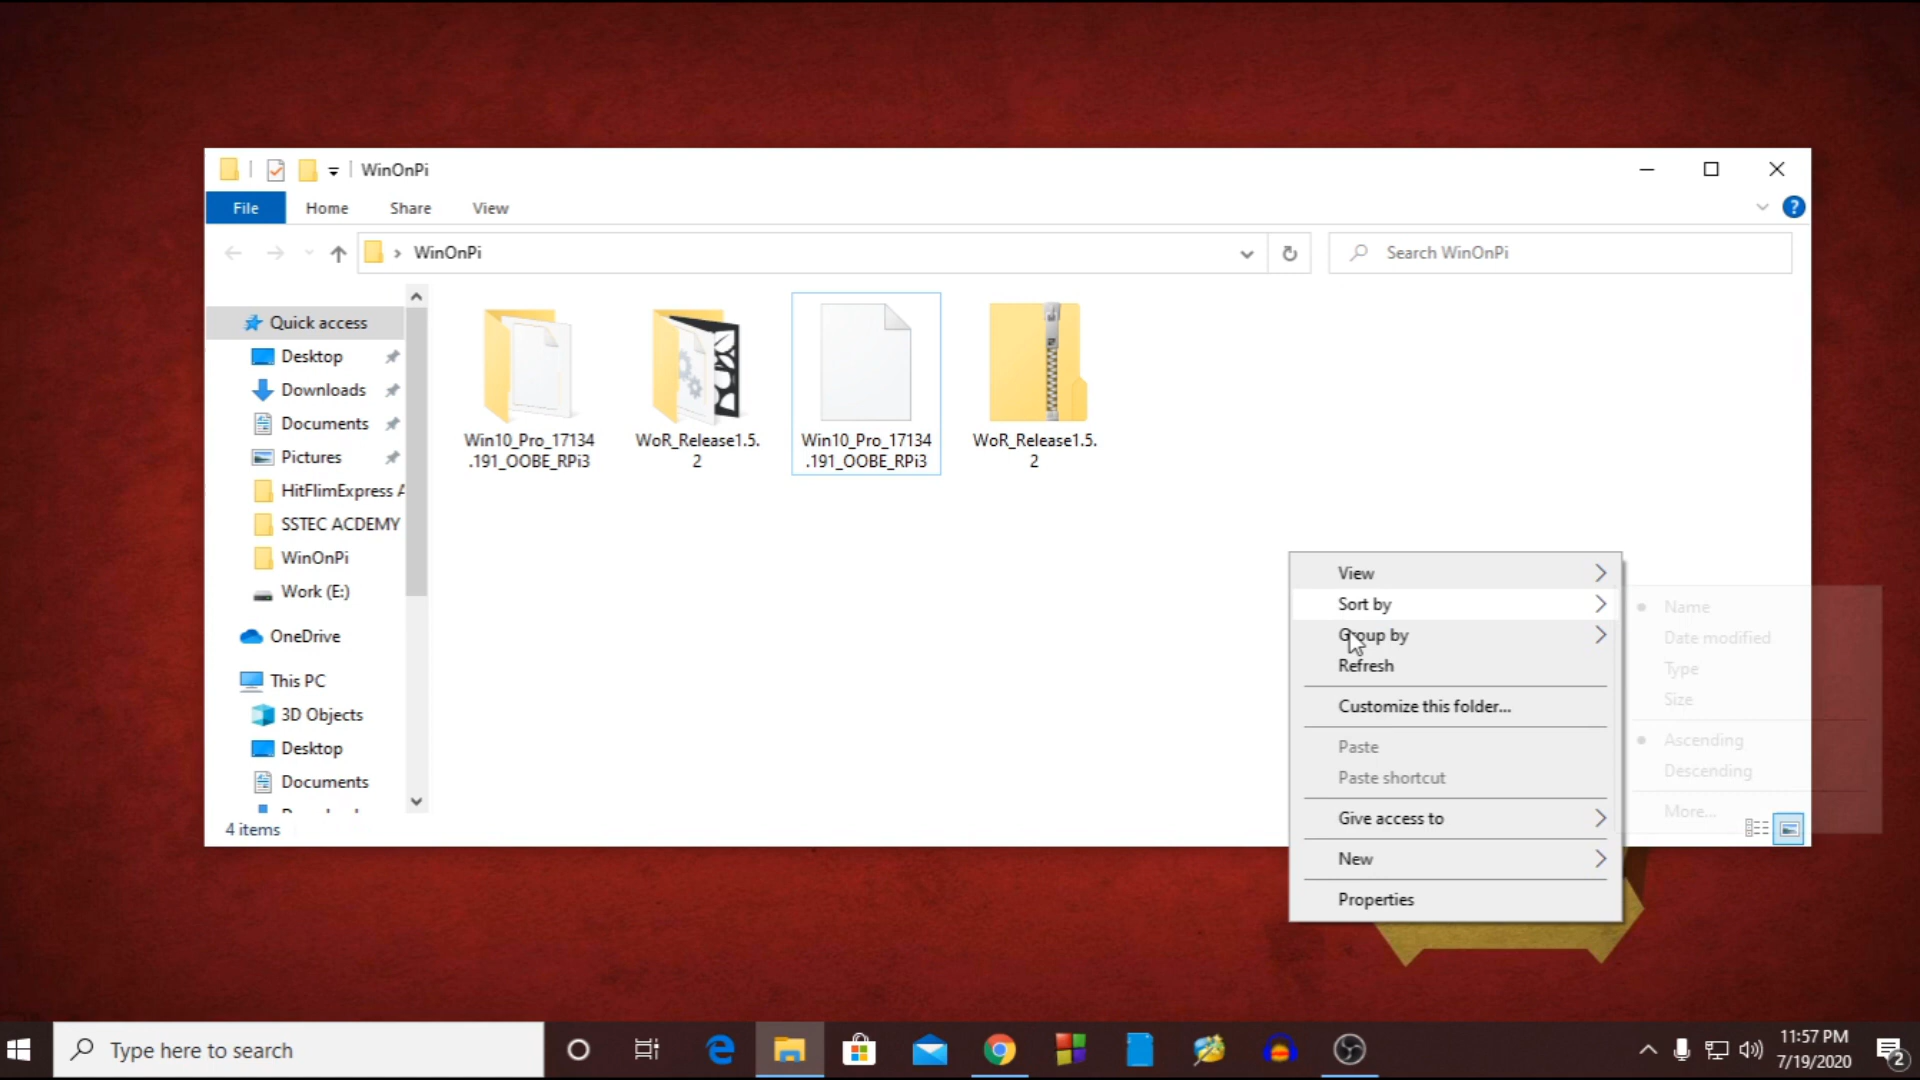 WinOnPi
File Home Share View
WinOnPi
Search WinOnPi
Quick access
Desktop
Downloads
Documents
Pictures
HitFlimExpress A
SSTEC ACDEMY
WinOnPi
Work (E:)
OneDrive
This PC
3D Objects
Desktop
Documents
4 items
Win10_Pro_17134
.191_OOBE_RPi3
WoR_Release1.5.
2
Win10_Pro_17134
.191_OOBE_RPi3
WoR_Release1.5.
2
View
Sort by
Group by
Refresh
Customize this folder...
Paste
Paste shortcut
Give access to
New
Properties
Name
Date modified
Type
Size
Ascending
Descending
More...
Type here to search
11:57 PM
7/19/2020
2